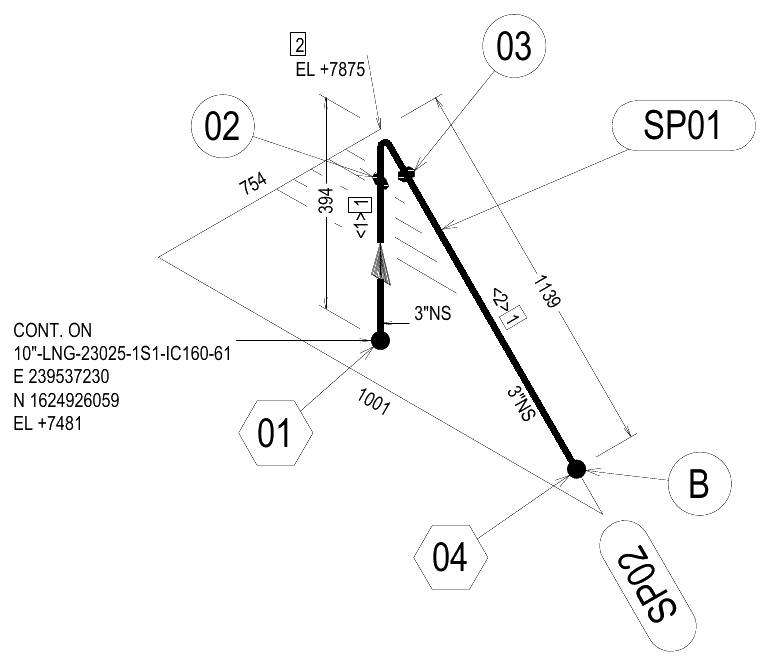 2
EL +7875
03
02
SP01
754
394
<1> 1
1139
<2> 1
3"NS
CONT. ON
10"-LNG-23025-1S1-IC160-61
E 239537230
N 1624926059
EL +7481
3"NS
1001
01
B
04
SP02